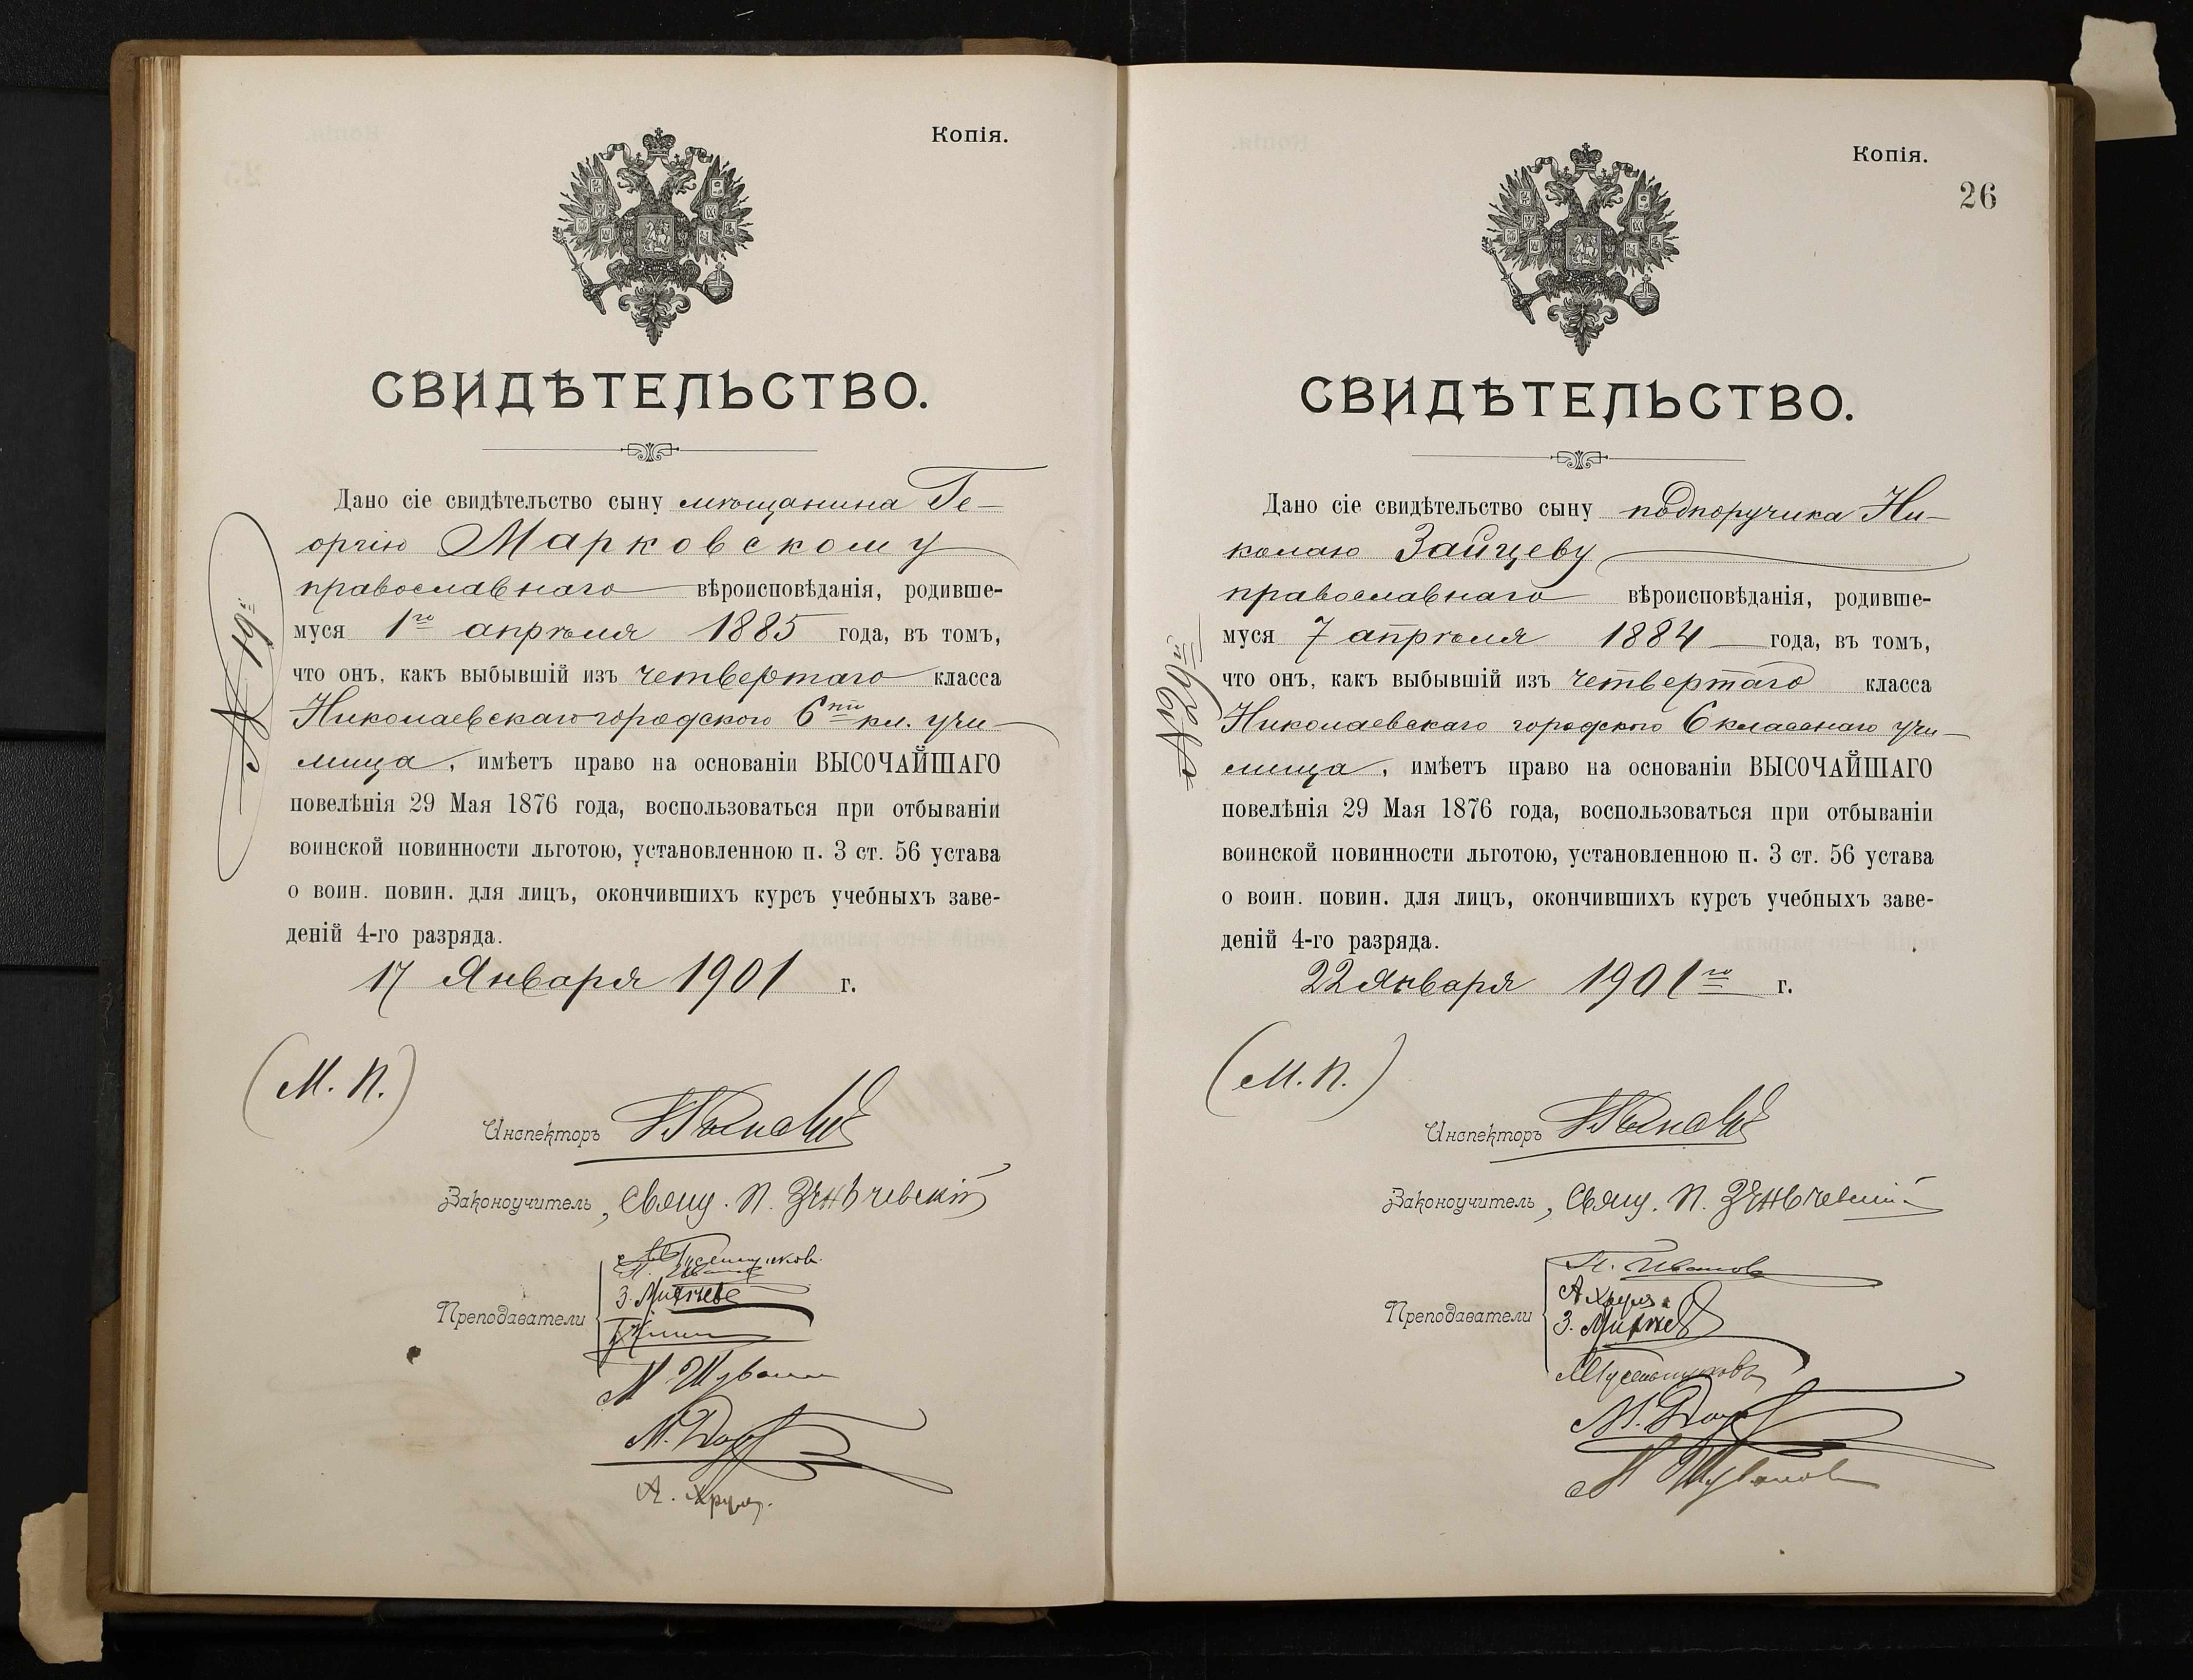 Копія.
СВИДѢТЕЛЬСТВО.
Дано сіе свидѣтельство сыну мѣщанина Ге-
оргію Марковскому
православнаго вѣроисповѣданія, родивше-
муся 1го апрѣля 1885 года, въ томъ,
что онъ, какъ выбывшій изъ четвертаго класса
Николаевскаго городского 6ти кл. учи-
лища, имѣетъ право на основаніи ВЫСОЧАЙШАГО
повелѣнія 29 Мая 1876 года, воспользоваться при отбываніи
воинской повинности льготою, установленною п. 3 ст. 56 устава
о воин. повин. для лицъ, окончившихъ курсъ учебныхъ заве-
деній 4-го разряда.
17 Января 1901 г.
№ 19й
(М. П.)
Инспекторъ
Законоучитель, Свящ. П.
Преподаватели
З.
М
М.
А.
Копія.
26
СВИДѢТЕЛЬСТВО.
Дано сіе свидѣтельство сыну подпоручика Ни-
колаю Зайцеву
православнаго вѣроисповѣданія, родивше-
муся 7 апрѣля 1884 года, въ томъ,
что онъ, какъ выбывшій изъ четвертаго класса
Николаевскаго городского 6 класснаго учи-
лища, имѣетъ право на основаніи ВЫСОЧАЙШАГО
повелѣнія 29 Мая 1876 года, воспользоваться при отбываніи
воинской повинности льготою, установленною п. 3 ст. 56 устава
о воин. повин. для лицъ, окончившихъ курсъ учебныхъ заве-
деній 4-го разряда.
22 Января 1901го г.
(М. П.)
Инспекторъ
Законоучитель, Свящ. П.
Преподаватели П. Иванов
А
З.
М.
М